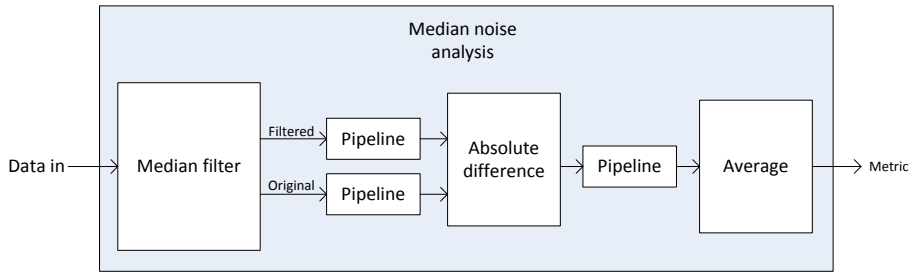 Median noise
analysis
Data in
Median filter
Filtered
Original
Pipeline
Pipeline
Absolute
difference
Pipeline
Average
Metric